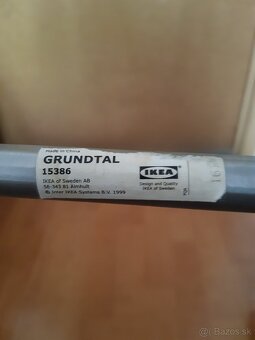 Made in China
GRUNDTAL
15386
IKEA of Sweden AB
SE-343 81 Älmhult
© Inter IKEA Systems B.V. 1999
IKEA
Design and Quality
IKEA of Sweden
Bazos.sk